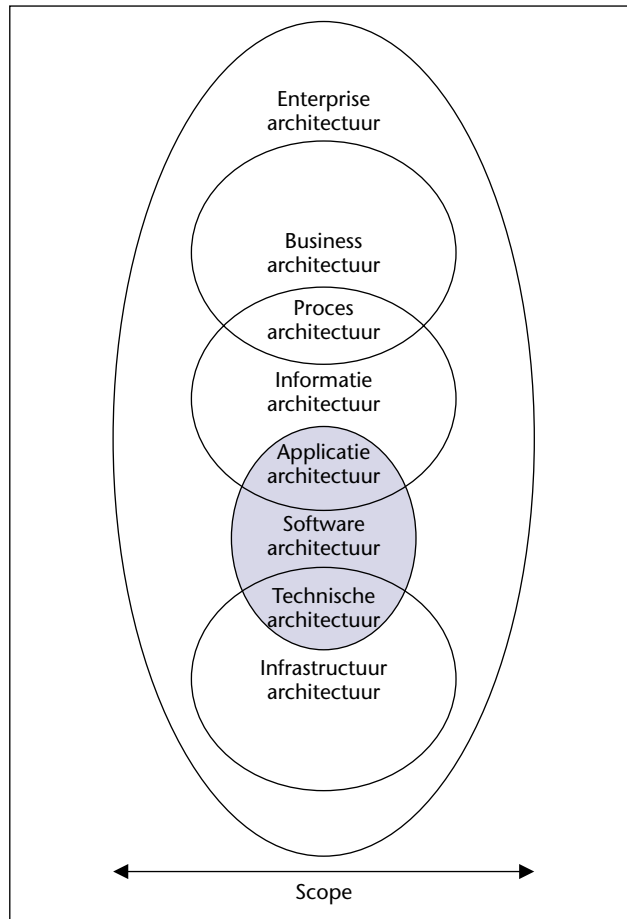 Enterprise
architectuur
Business
architectuur
Proces
architectuur
Informatie
architectuur
Applicatie
architectuur
Software
architectuur
Technische
architectuur
Infrastructuur
architectuur
Scope